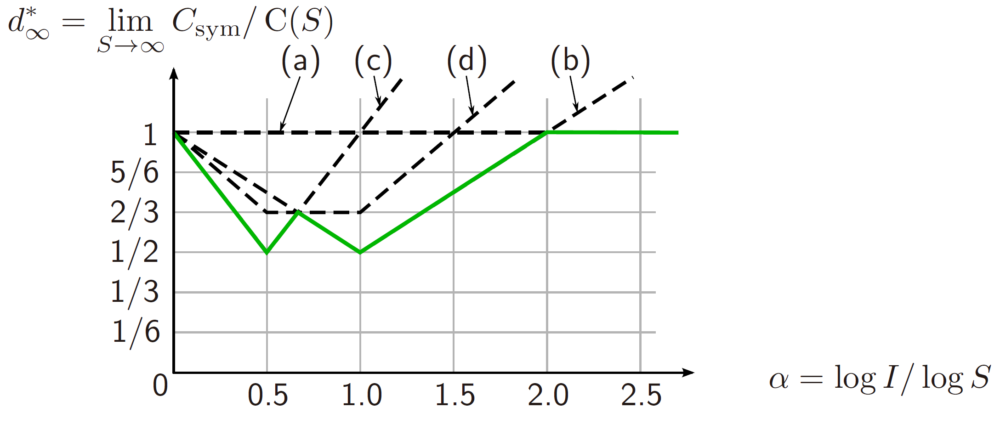 d*∞ = lim S→∞ Csym/ C(S)
(a) (c) (d) (b)
1
5/6
2/3
1/2
1/3
1/6
0
0.5 1.0 1.5 2.0 2.5
α = log I/ log S